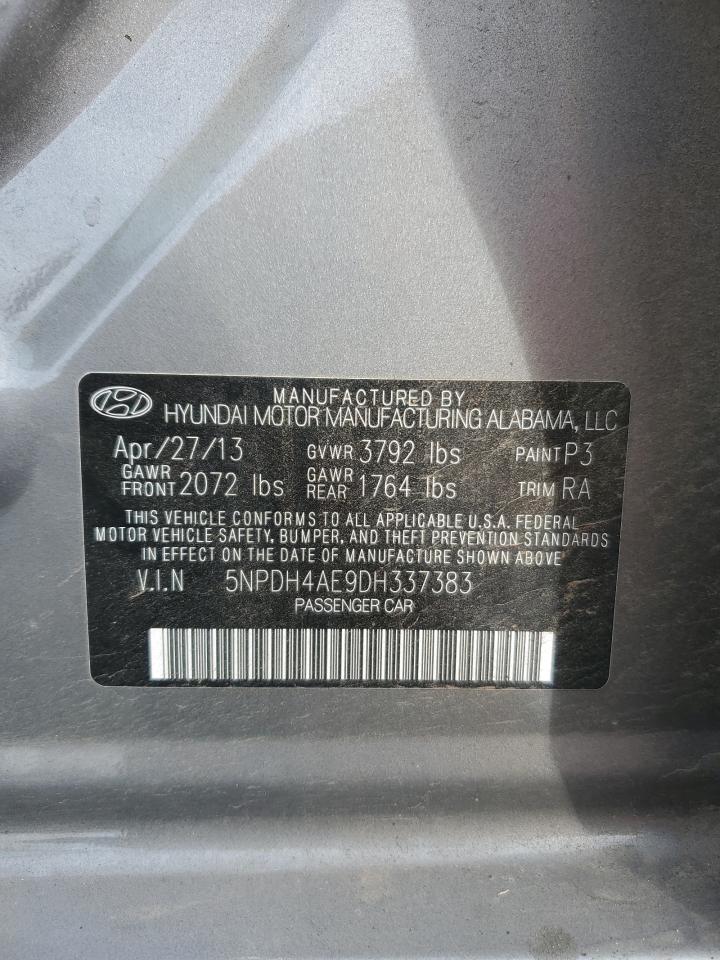 MANUFACTURED BY
HYUNDAI MOTOR MANUFACTURING ALABAMA, LLC
Apr/27/13 GVWR 3792 lbs PAINT P3
GAWR FRONT 2072 lbs GAWR REAR 1764 lbs TRIM RA
THIS VEHICLE CONFORMS TO ALL APPLICABLE U.S.A. FEDERAL
MOTOR VEHICLE SAFETY, BUMPER, AND THEFT PREVENTION STANDARDS
IN EFFECT ON THE DATE OF MANUFACTURE SHOWN ABOVE
V.I.N 5NPDH4AE9DH337383
PASSENGER CAR